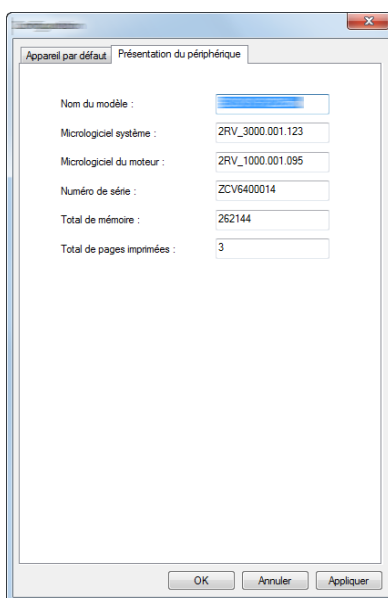 Appareil par défaut Présentation du périphérique
Nom du modèle :
Micrologiciel système : 2RV_3000.001.123
Micrologiciel du moteur : 2RV_1000.001.095
Numéro de série : ZCV6400014
Total de mémoire : 262144
Total de pages imprimées : 3
OK Annuler Appliquer